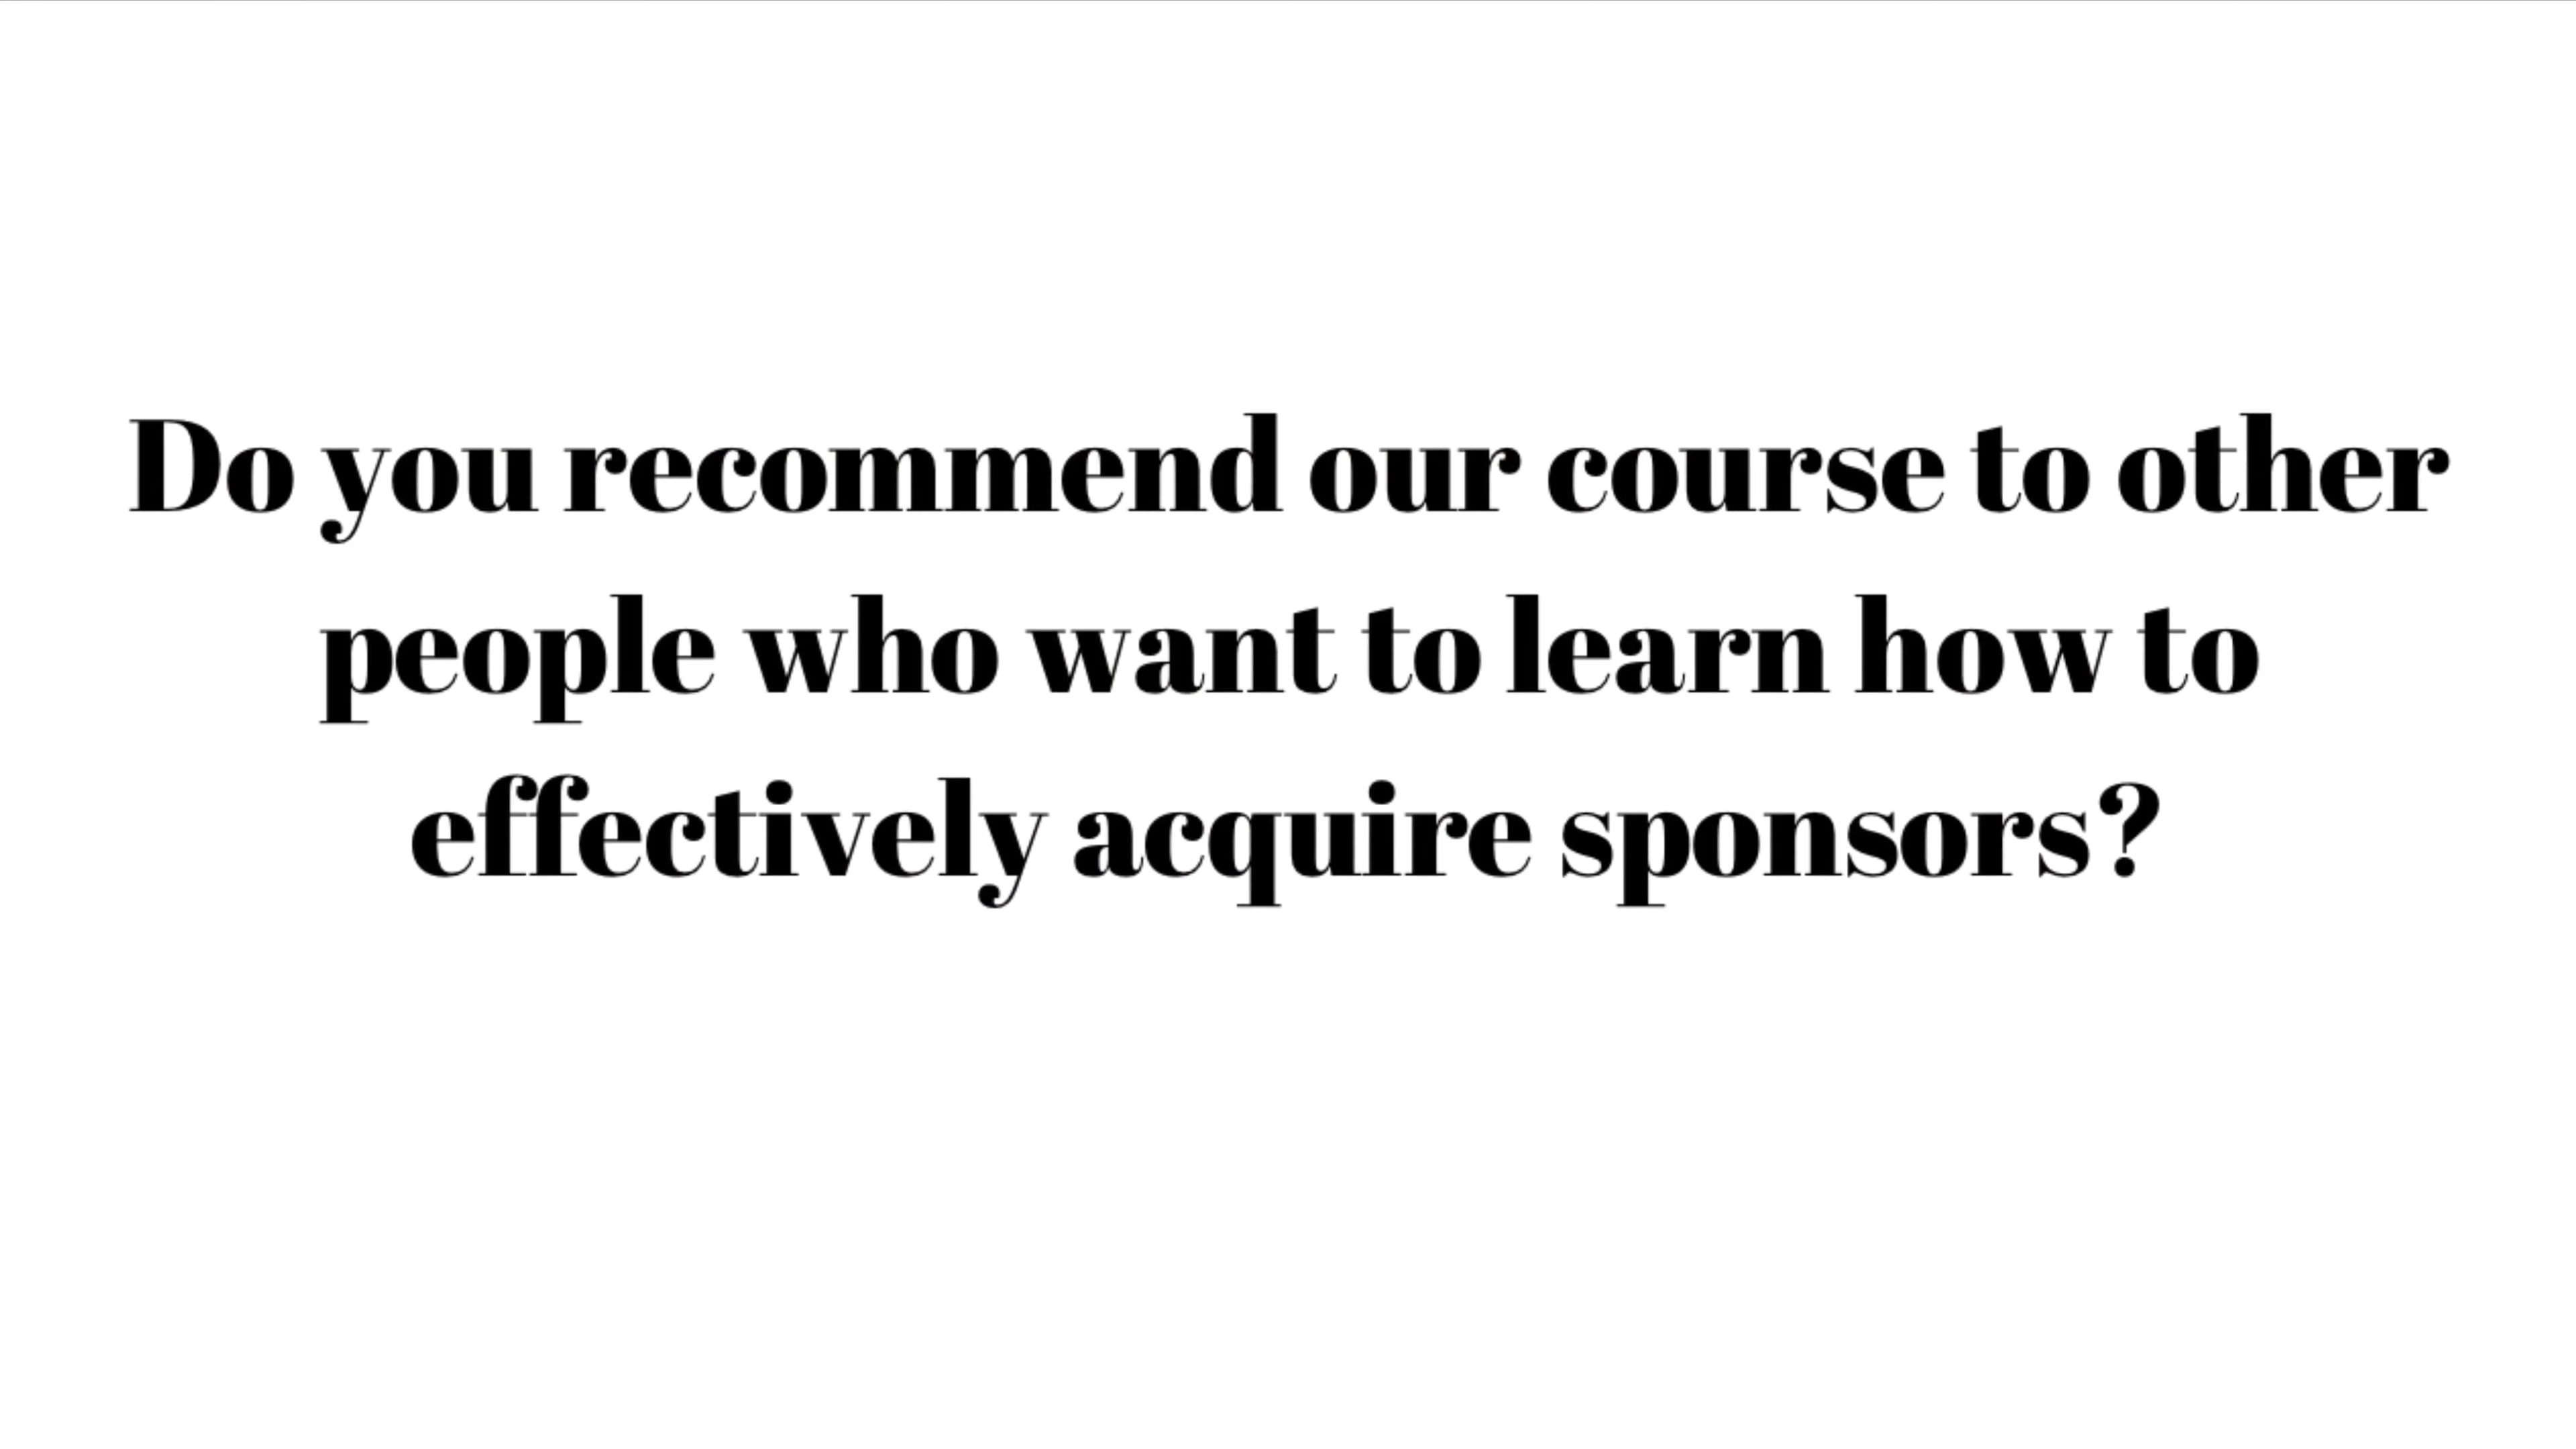 Do you recommend our course to other
people who want to learn how to
effectively acquire sponsors?